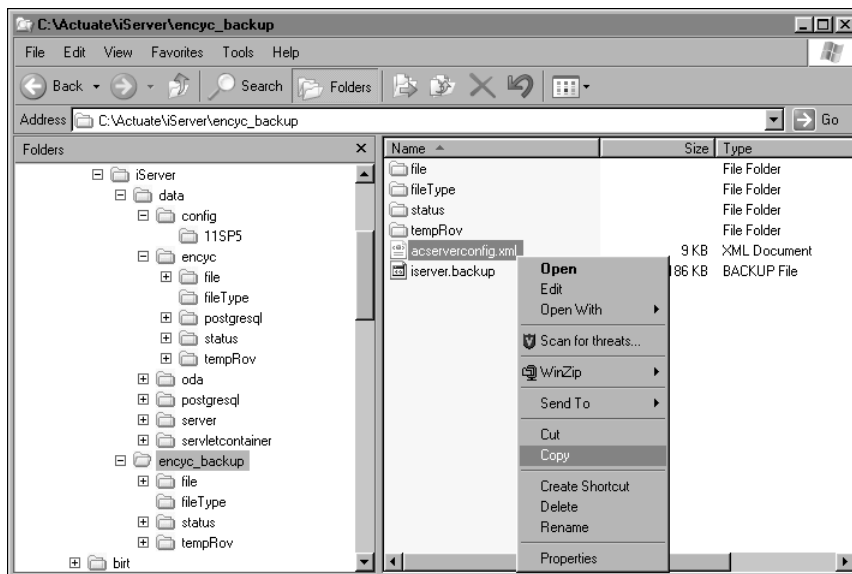 C:\Actuate\iServer\encyc_backup
File Edit View Favorites Tools Help
Back Search Folders
Address C:\Actuate\iServer\encyc_backup Go
Folders
iServer
data
config
11SP5
encyc
file
fileType
postgresql
status
tempRov
oda
postgresql
server
servletcontainer
encyc_backup
file
fileType
status
tempRov
birt
Name Size Type
file File Folder
fileType File Folder
status File Folder
tempRov File Folder
acserverconfig.xml 9 KB XML Document
iserver.backup 186 KB BACKUP File
Open
Edit
Open With
Scan for threats...
WinZip
Send To
Cut
Copy
Create Shortcut
Delete
Rename
Properties